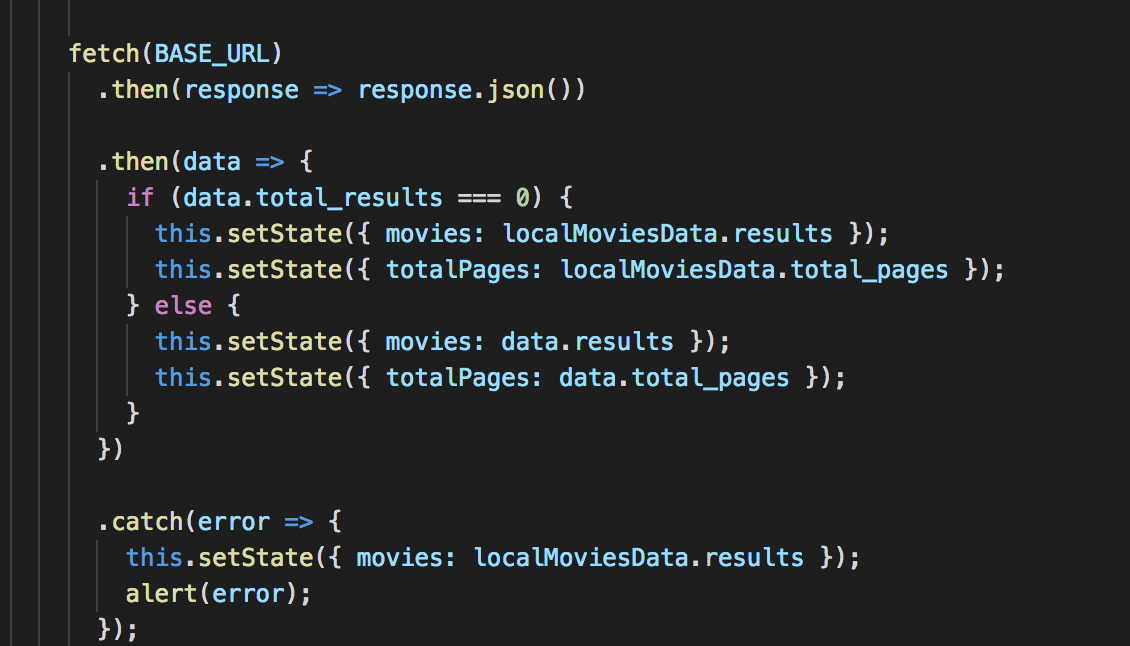 fetch(BASE_URL)
.then(response => response.json())
.then(data => {
if (data.total_results === 0) {
this.setState({ movies: localMoviesData.results });
this.setState({ totalPages: localMoviesData.total_pages });
} else {
this.setState({ movies: data.results });
this.setState({ totalPages: data.total_pages });
}
})
.catch(error => {
this.setState({ movies: localMoviesData.results });
alert(error);
});